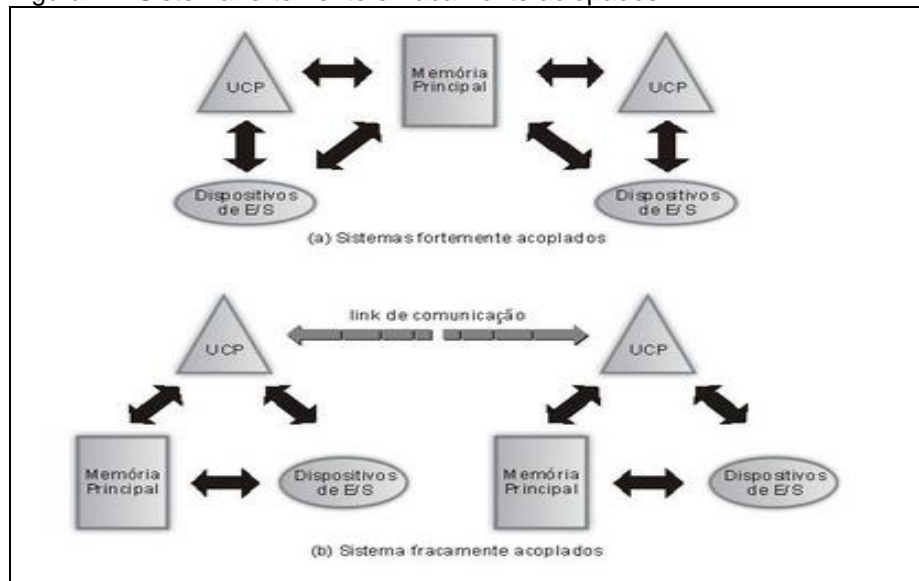 UCP
Memória
Principal
UCP
Dispositivos
de E/S
Dispositivos
de E/S
(a) Sistemas fortemente acoplados
link de comunicação
UCP
UCP
Memória
Principal
Dispositivos
de E/S
Memória
Principal
Dispositivos
de E/S
(b) Sistema fracamente acoplados